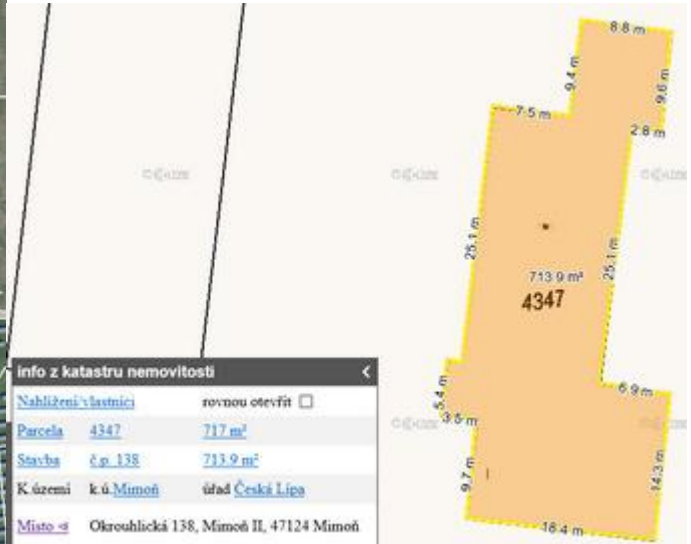 8.8 m
9.4 m
9.6 m
7.5 m
2.8 m
25.1 m
713.9 m²
25.1 m
4347
6.9 m
5.4 m
3.5 m
9.7 m
14.3 m
18.4 m
info z katastru nemovitosti <
Nahlížení/vlastníci rovnou otevřít
Parcela 4347 717 m²
Stavba č.p. 138 713.9 m²
K.území k.ú.Mimoň úřad Česká Lípa
Místo Okrouhlická 138, Mimoň II, 47124 Mimoň